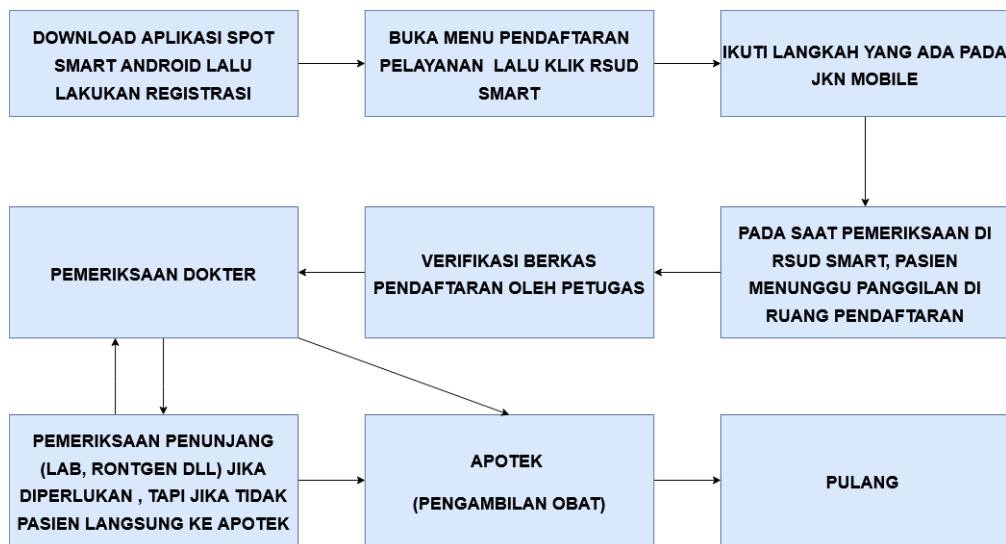 DOWNLOAD APLIKASI SPOT
SMART ANDROID LALU
LAKUKAN REGISTRASI
BUKA MENU PENDAFTARAN
PELAYANAN LALU KLIK RSUD
SMART
IKUTI LANGKAH YANG ADA PADA
JKN MOBILE
PADA SAAT PEMERIKSAAN DI
RSUD SMART, PASIEN
MENUNGGU PANGGILAN DI
RUANG PENDAFTARAN
VERIFIKASI BERKAS
PENDAFTARAN OLEH PETUGAS
PEMERIKSAAN DOKTER
PEMERIKSAAN PENUNJANG
(LAB, RONTGEN DLL) JIKA
DIPERLUKAN , TAPI JIKA TIDAK
PASIEN LANGSUNG KE APOTEK
APOTEK
(PENGAMBILAN OBAT)
PULANG